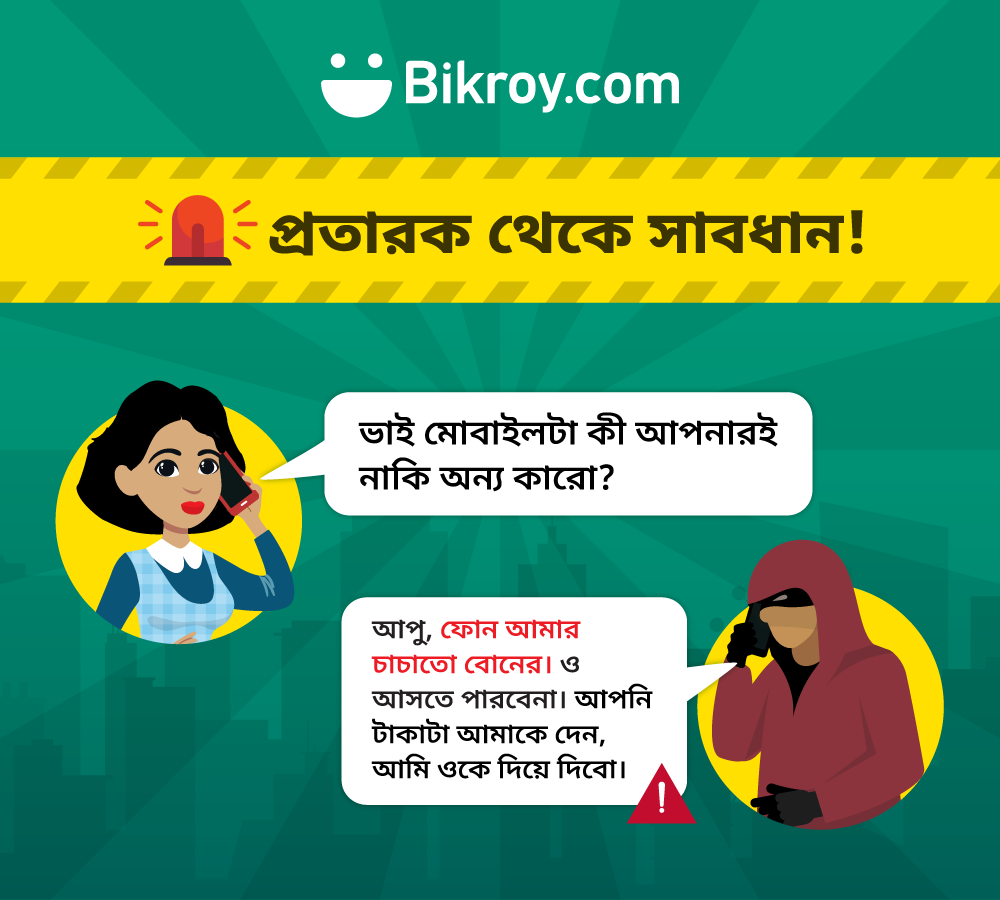 Bikroy.com
প্রতারক থেকে সাবধান!
ভাই মোবাইলটা কী আপনারই
নাকি অন্য কারো?
আপু, ফোন আমার
চাচাতো বোনের। ও
আসতে পারবেনা। আপনি
টাকাটা আমাকে দেন,
আমি ওকে দিয়ে দিবো।
!